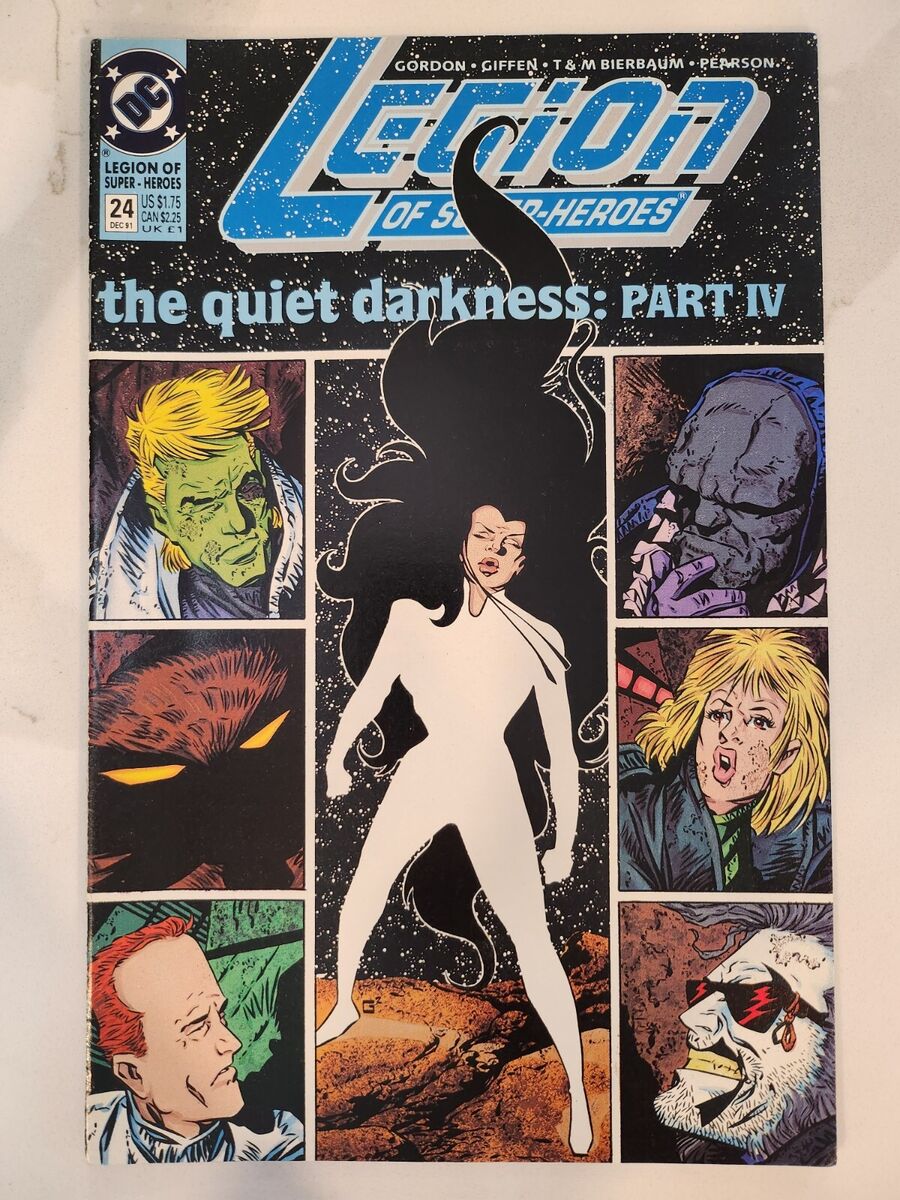 GORDON • GIFFEN • T & M BIERBAUM • PEARSON
DC
®
LEGION OF
SUPER-HEROES
24
DEC 91
US $1.75
CAN $2.25
UK £1
LEGION
OF SUPER-HEROES®
the quiet darkness: PART IV